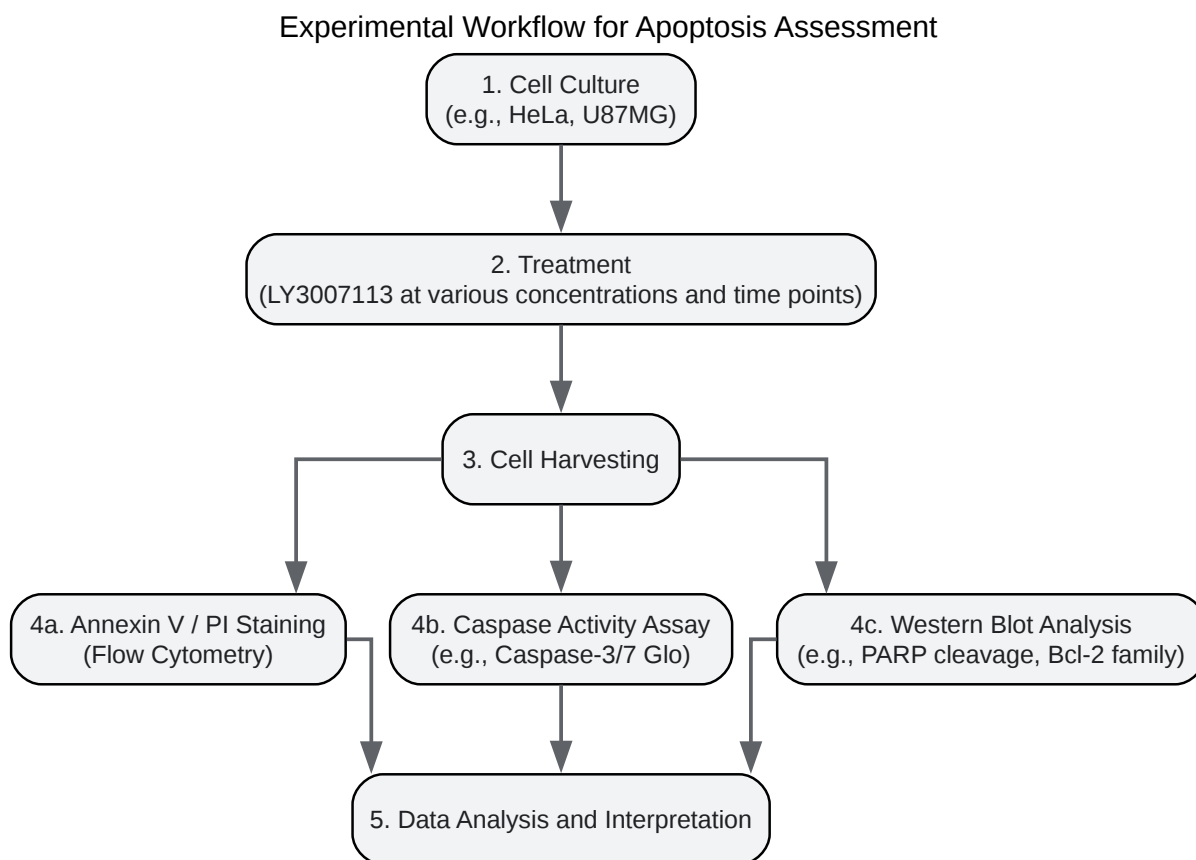 Experimental Workflow for Apoptosis Assessment
1. Cell Culture
(e.g., HeLa, U87MG)
2. Treatment
(LY3007113 at various concentrations and time points)
3. Cell Harvesting
4a. Annexin V / PI Staining
(Flow Cytometry)
4b. Caspase Activity Assay
(e.g., Caspase-3/7 Glo)
4c. Western Blot Analysis
(e.g., PARP cleavage, Bcl-2 family)
5. Data Analysis and Interpretation